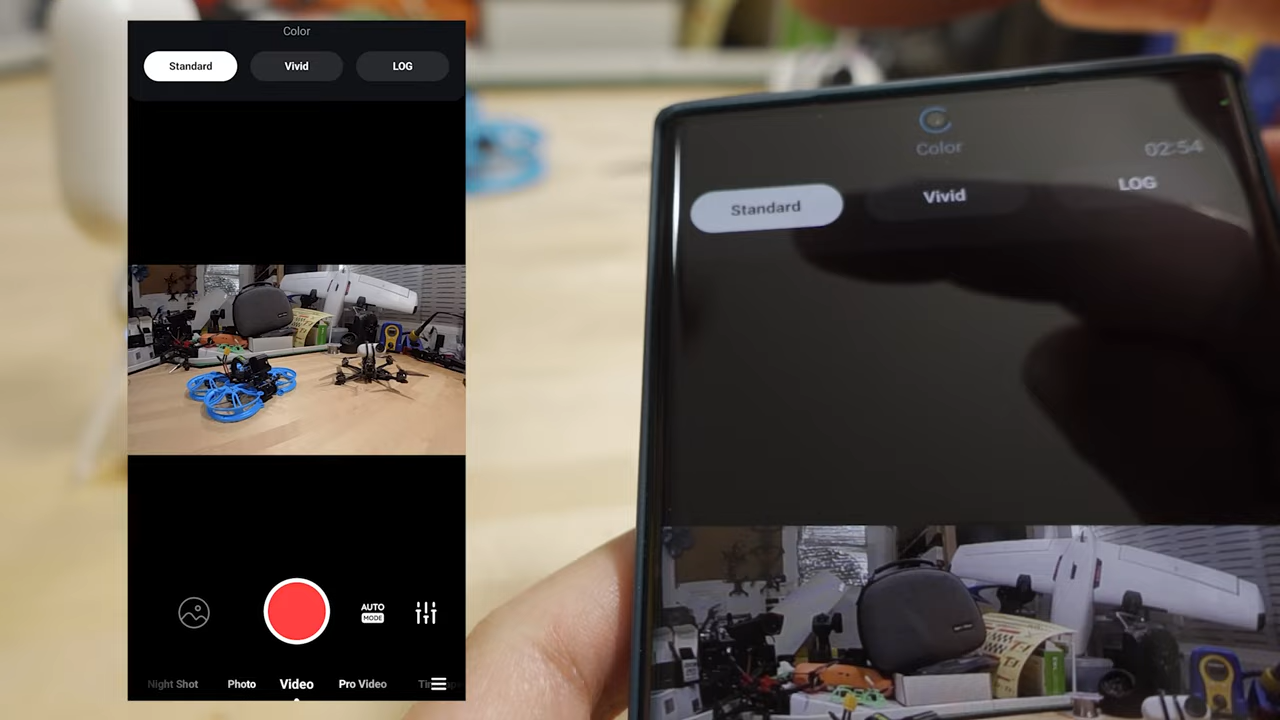 Color
Standard Vivid LOG
AUTO
MODE
Night Shot Photo Video Pro Video
Color
02:54
Standard Vivid LOG